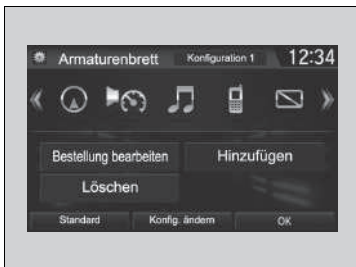 Armaturenbrett Konfiguration 1 12:34
Bestellung bearbeiten Hinzufügen
Löschen
Standard Konfig. ändern OK